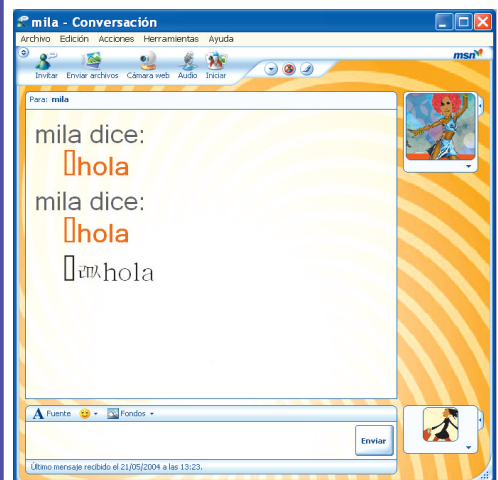 mila - Conversación
Archivo Edición Acciones Herramientas Ayuda
Invitar Enviar archivos Cámara web Audio Iniciar
msn
Para: mila
mila dice:
hola
mila dice:
hola
hola
Fuente Fondos
Enviar
Último mensaje recibido el 21/05/2004 a las 13:23.